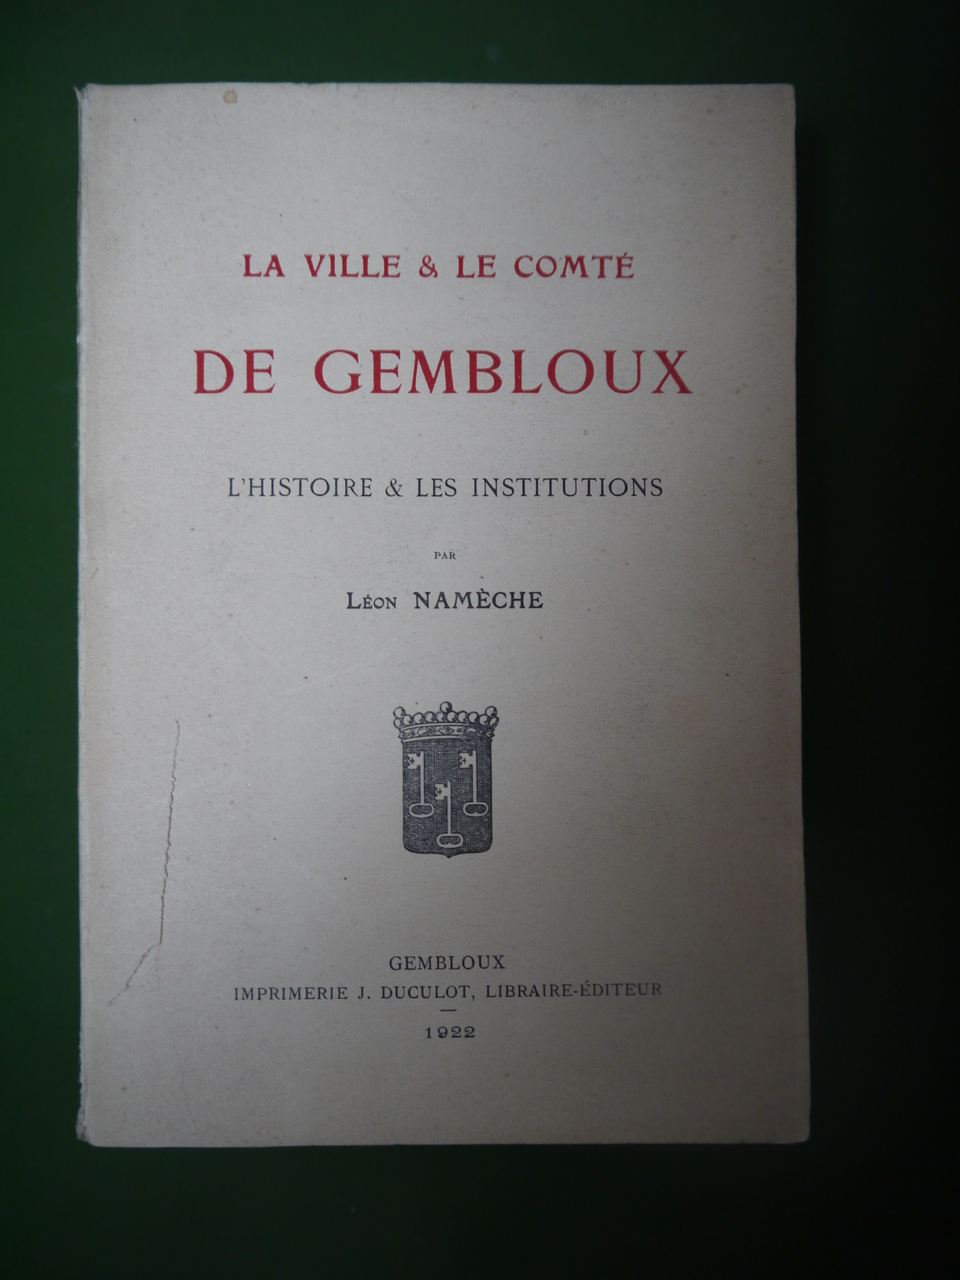 LA VILLE & LE COMTÉ
DE GEMBLOUX
L'HISTOIRE & LES INSTITUTIONS
PAR
LÉON NAMÈCHE
GEMBLOUX
IMPRIMERIE J. DUCULOT, LIBRAIRE-ÉDITEUR
1922